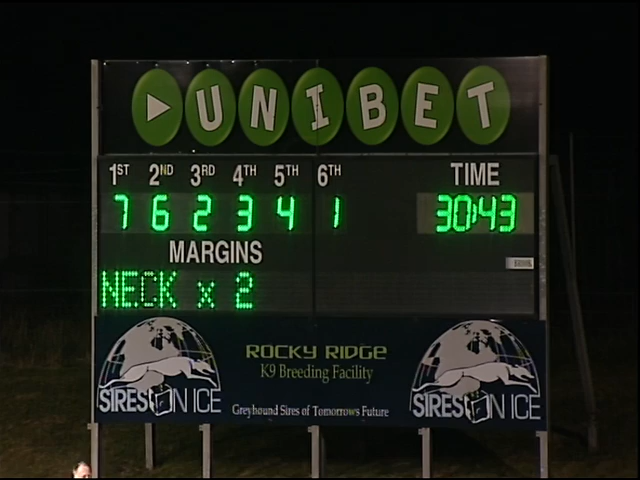 UNIBET
1ST 2ND 3RD 4TH 5TH 6TH TIME
7 6 2 3 4 1 30:43
MARGINS
NECK x 2
ROCKY RIDGE
K9 Breeding Facility
SIRES ON ICE
Greyhound Sires of Tomorrows Future
SIRES ON ICE